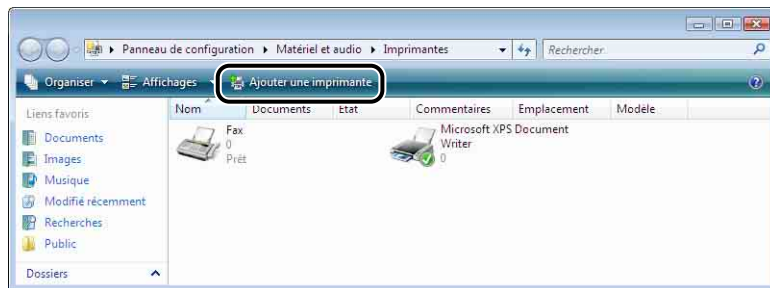 Panneau de configuration Matériel et audio Imprimantes Rechercher
Organiser Affichages Ajouter une imprimante
Liens favoris
Nom Documents État Commentaires Emplacement Modèle
Documents
Images
Musique
Modifié récemment
Recherches
Public
Dossiers
Fax
0
Prêt
Microsoft XPS Document
Writer
0